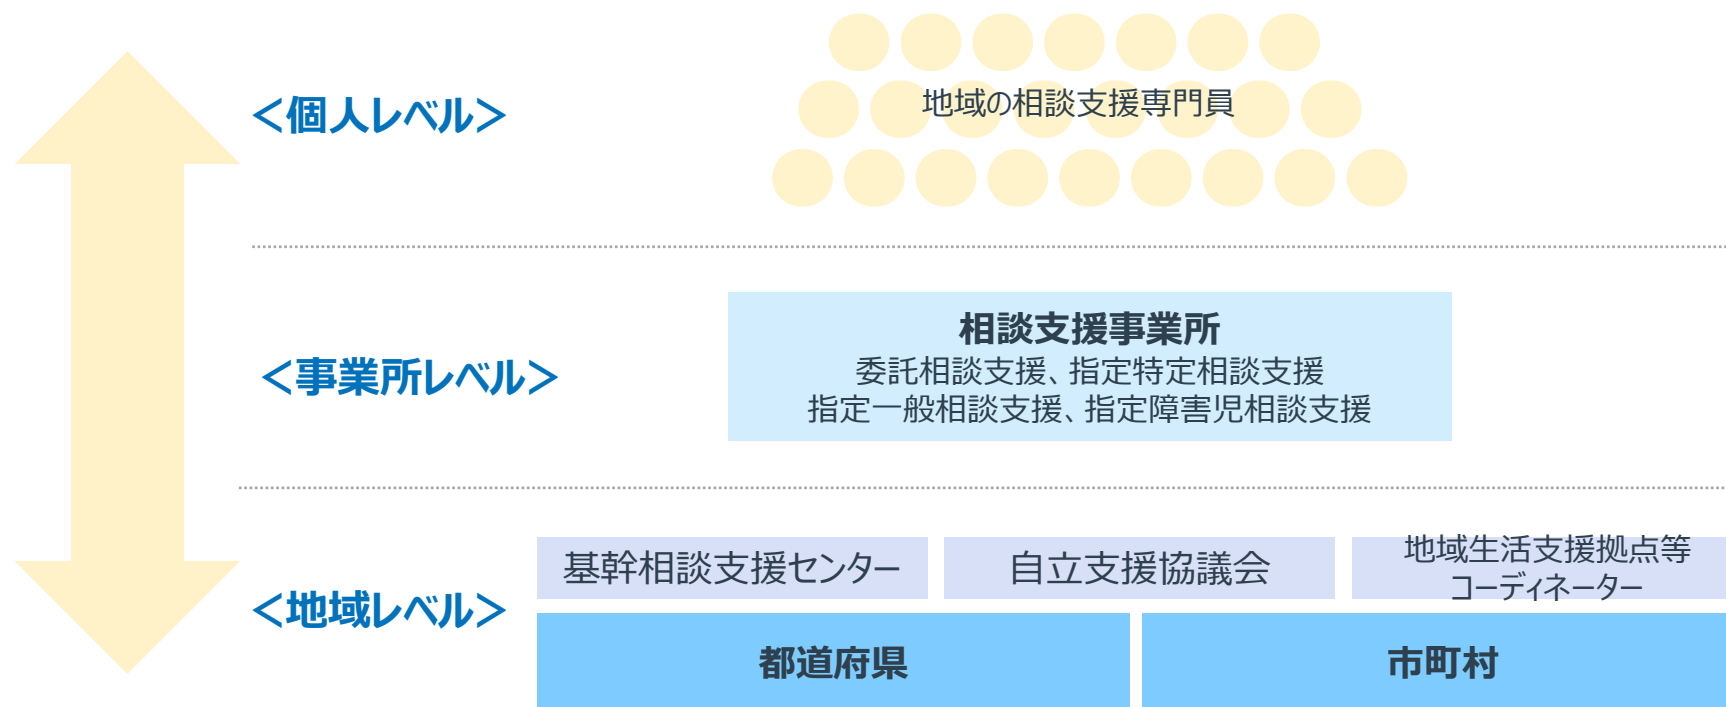 ＜個人レベル＞
地域の相談支援専門員
＜事業所レベル＞
相談支援事業所
委託相談支援、指定特定相談支援
指定一般相談支援、指定障害児相談支援
＜地域レベル＞
基幹相談支援センター
自立支援協議会
地域生活支援拠点等
コーディネーター
都道府県
市町村